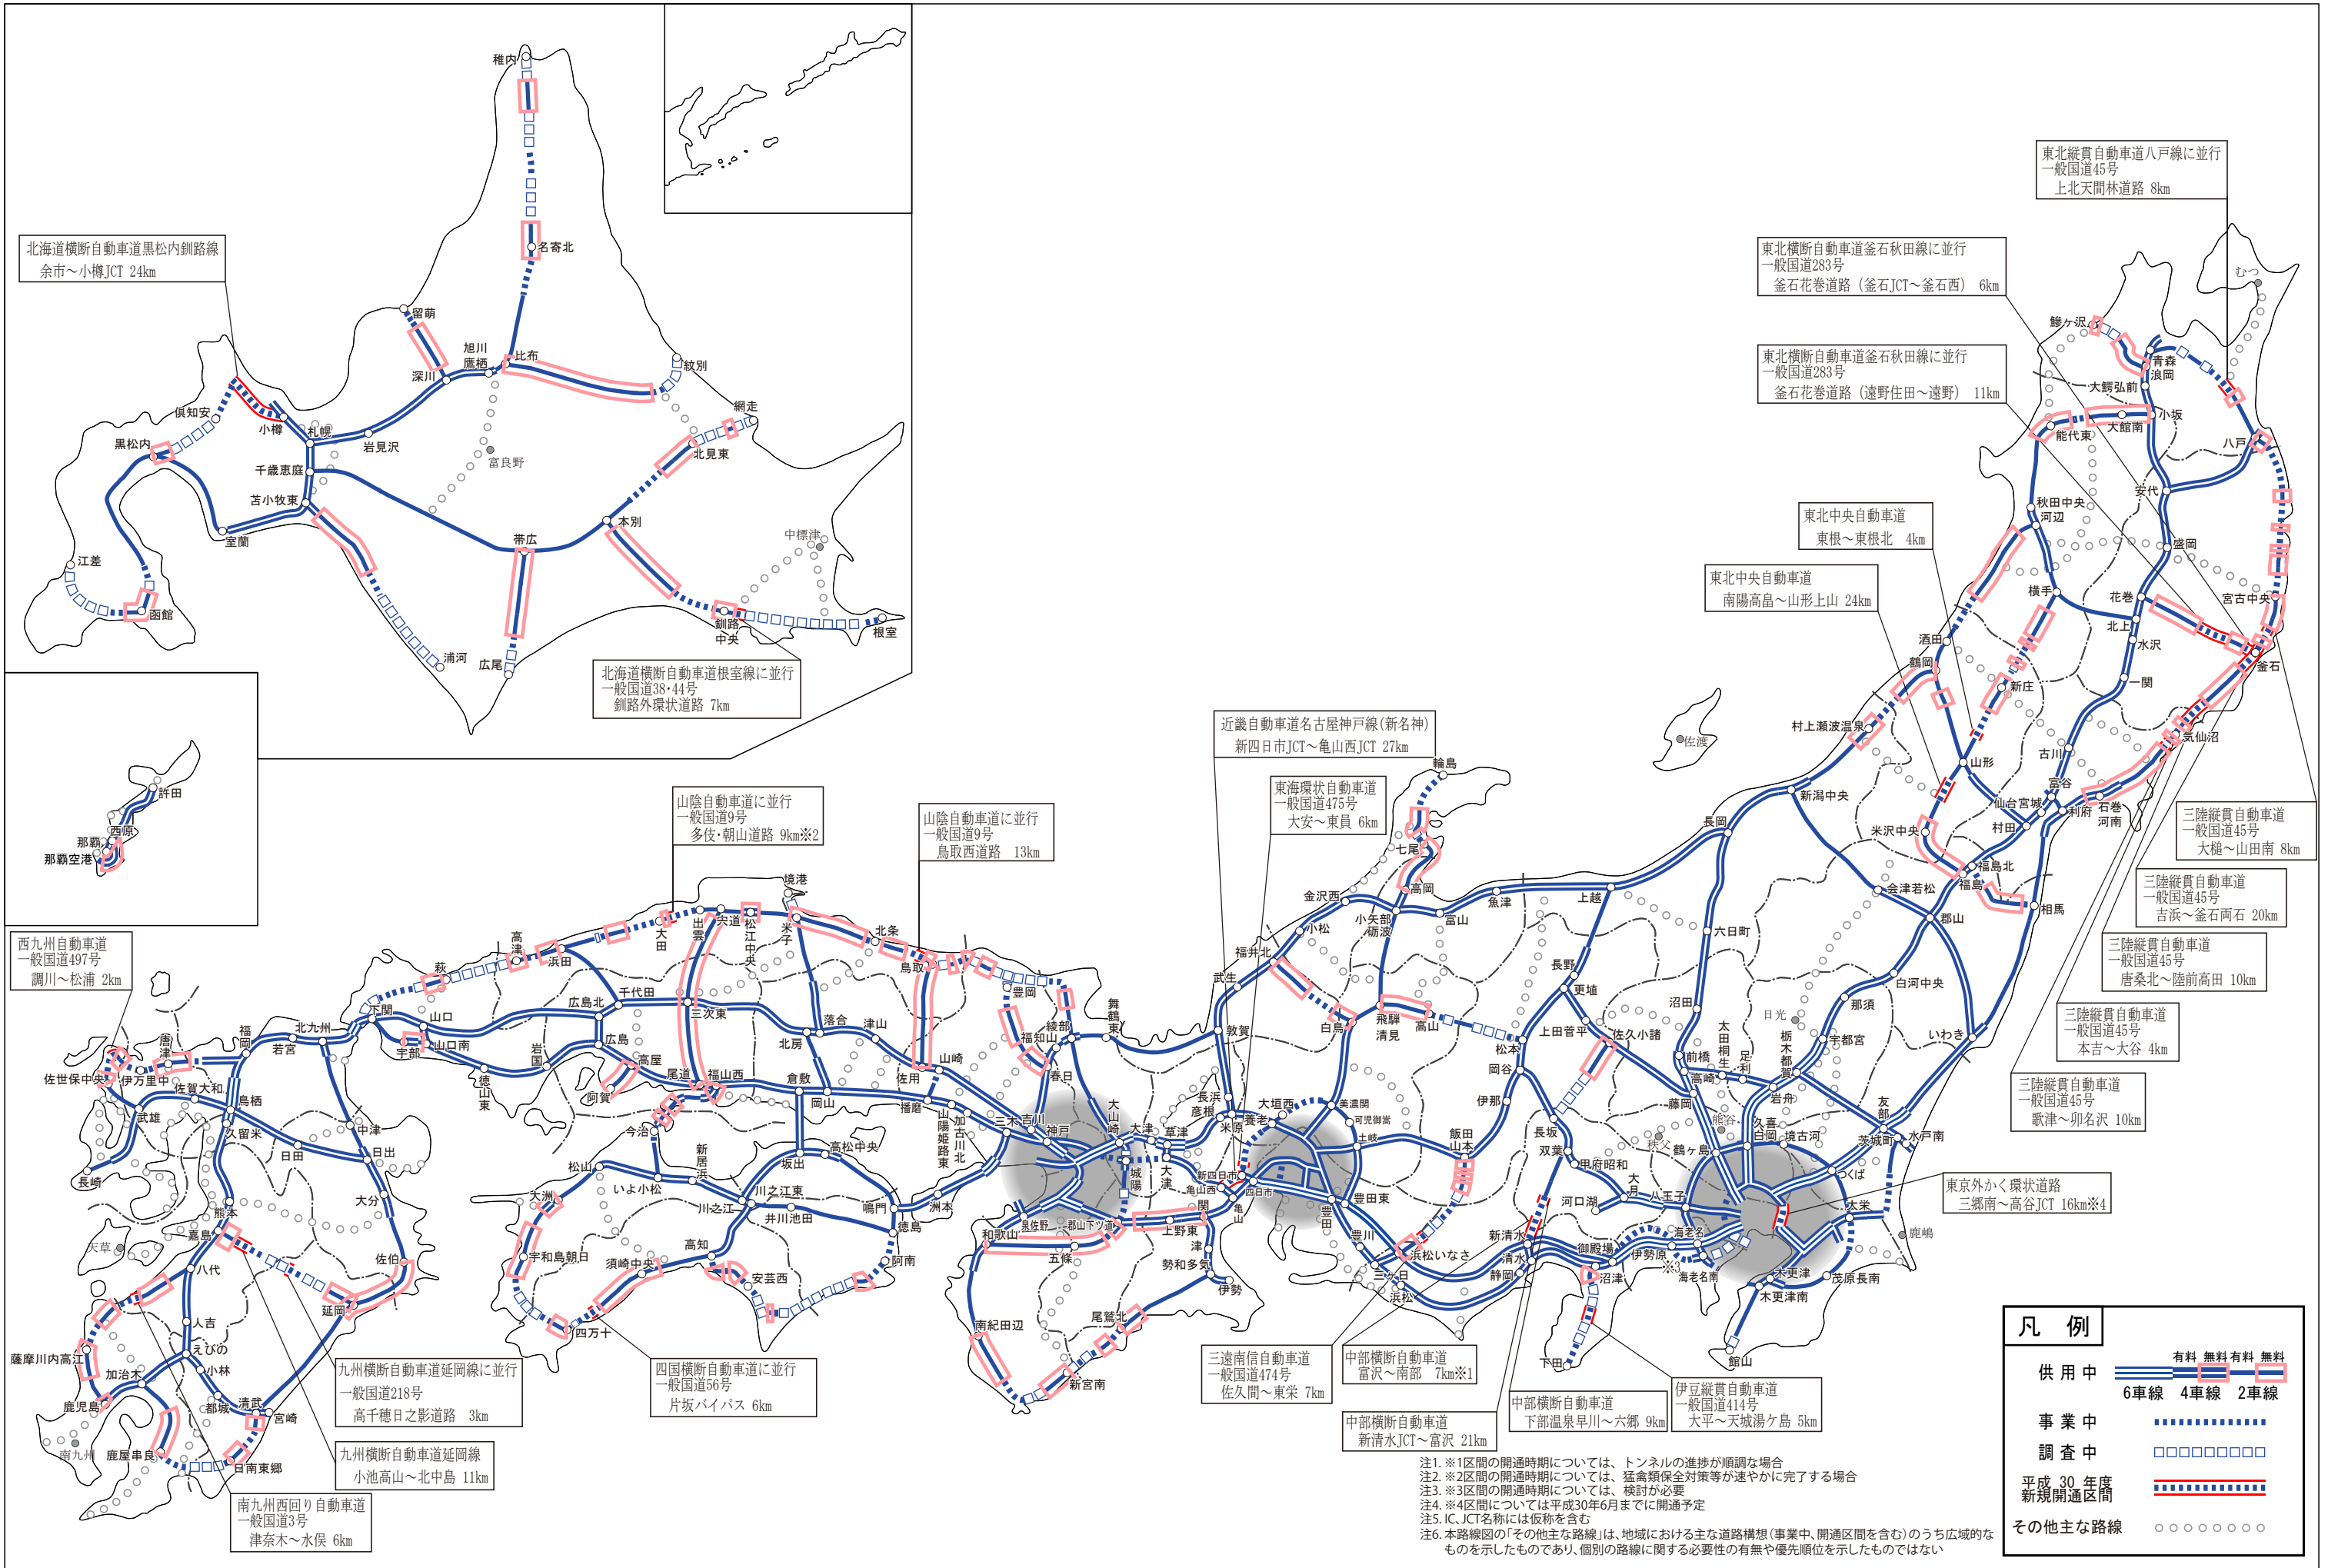 北海道横断自動車道黒松内釧路線
余市～小樽JCT 24km
稚内
名寄北
留萌
旭川
鷹栖
比布
深川
紋別
網走
北見東
倶知安
小樽
札幌
岩見沢
富良野
黒松内
千歳恵庭
苫小牧東
室蘭
江差
函館
帯広
本別
中標津
釧路
中央
根室
浦河
広尾
北海道横断自動車道根室線に並行
一般国道38・44号
釧路外環状道路 7km
許田
西原
那覇
那覇空港
東北縦貫自動車道八戸線に並行
一般国道45号
上北天間林道路 8km
東北横断自動車道釜石秋田線に並行
一般国道283号
釜石花巻道路（釜石JCT～釜石西） 6km
東北横断自動車道釜石秋田線に並行
一般国道283号
釜石花巻道路（遠野住田～遠野） 11km
東北中央自動車道
東根～東根北 4km
東北中央自動車道
南陽高畠～山形上山 24km
むつ
鰺ヶ沢
青森
浪岡
大鰐弘前
小坂
大館南
能代東
八戸
安代
秋田中央
河辺
盛岡
横手
花巻
宮古中央
北上
水沢
釜石
酒田
鶴岡
新庄
一関
気仙沼
村上瀬波温泉
佐渡
山形
古川
富谷
仙台宮城
利府
石巻
河南
村田
米沢中央
福島北
福島
相馬
新潟中央
長岡
会津若松
郡山
三陸縦貫自動車道
一般国道45号
大槌～山田南 8km
三陸縦貫自動車道
一般国道45号
吉浜～釜石両石 20km
三陸縦貫自動車道
一般国道45号
唐桑北～陸前高田 10km
三陸縦貫自動車道
一般国道45号
本吉～大谷 4km
三陸縦貫自動車道
一般国道45号
歌津～卯名沢 10km
東京外かく環状道路
三郷南～高谷JCT 16km※4
近畿自動車道名古屋神戸線(新名神)
新四日市JCT～亀山西JCT 27km
東海環状自動車道
一般国道475号
大安～東員 6km
山陰自動車道に並行
一般国道9号
多伎・朝山道路 9km※2
山陰自動車道に並行
一般国道9号
鳥取西道路 13km
西九州自動車道
一般国道497号
調川～松浦 2km
輪島
七尾
高岡
金沢西
小矢部
砺波
富山
魚津
上越
小松
福井北
武生
敦賀
白鳥
飛騨
清見
高山
六日町
長野
更埴
上田菅平
佐久小諸
松本
岡谷
沼田
日光
白河中央
那須
いわき
宇都宮
栃木都賀
足利
太田桐生
前橋
高崎
藤岡
岩舟
熊谷
久喜
白岡
境古河
友部
茨城町
水戸南
秩父
鶴ヶ島
つくば
大栄
鹿嶋
伊那
飯田
山本
長坂
双葉
甲府昭和
大月
河口湖
八王子
海老名
海老名南
伊勢原
※3
御殿場
沼津
新清水
清水
静岡
下田
木更津
木更津南
茂原長南
館山
美濃関
可児御嵩
土岐
大垣西
養老
長浜
彦根
米原
新四日市
四日市
亀山西
亀山
関
豊田東
豊田
豊川
三ヶ日
浜松いなさ
浜松
草津
大津
大津
大山崎
城陽
舞鶴東
綾部
福知山
春日
豊岡
鳥取
北条
境港
米子
松江中央
宍道
出雲
大田
浜田
高津
萩
千代田
広島北
広島
三次東
高屋
阿賀
尾道
福山西
倉敷
岡山
北房
落合
津山
佐用
山崎
播磨
山陽姫路東
加古川北
三木
吉川
神戸
泉佐野
郡山下ツ道
和歌山
五條
上野東
津
勢和多気
伊勢
尾鷲北
南紀田辺
新宮南
洲本
鳴門
徳島
阿南
高松中央
坂出
川之江東
川之江
井川池田
新居浜
今治
いよ小松
松山
大洲
宇和島朝日
高知
須崎中央
安芸西
四万十
下関
山口
山口南
宇部
岩国
徳山東
北九州
福岡
若宮
唐津
佐世保中央
伊万里中
佐賀大和
武雄
鳥栖
久留米
長崎
日田
中津
日出
大分
佐伯
熊本
嘉島
天草
八代
延岡
人吉
えびの
小林
薩摩川内高江
加治木
鹿児島
都城
清武
宮崎
南九州
鹿屋串良
日南東郷
九州横断自動車道延岡線に並行
一般国道218号
高千穂日之影道路 3km
九州横断自動車道延岡線
小池高山～北中島 11km
南九州西回り自動車道
一般国道3号
津奈木～水俣 6km
四国横断自動車道に並行
一般国道56号
片坂バイパス 6km
三遠南信自動車道
一般国道474号
佐久間～東栄 7km
中部横断自動車道
富沢～南部 7km※1
中部横断自動車道
新清水JCT～富沢 21km
中部横断自動車道
下部温泉早川～六郷 9km
伊豆縦貫自動車道
一般国道414号
大平～天城湯ケ島 5km
注1. ※1区間の開通時期については、トンネルの進捗が順調な場合
注2. ※2区間の開通時期については、猛禽類保全対策等が速やかに完了する場合
注3. ※3区間の開通時期については、検討が必要
注4. ※4区間については平成30年6月までに開通予定
注5. IC、JCT名称には仮称を含む
注6. 本路線図の「その他主な路線」は、地域における主な道路構想（事業中、開通区間を含む）のうち広域的な
ものを示したものであり、個別の路線に関する必要性の有無や優先順位を示したものではない
凡 例
有料 無料 有料 無料
供用中
6車線 4車線 2車線
事業中
調査中
平成 30 年度
新規開通区間
その他主な路線